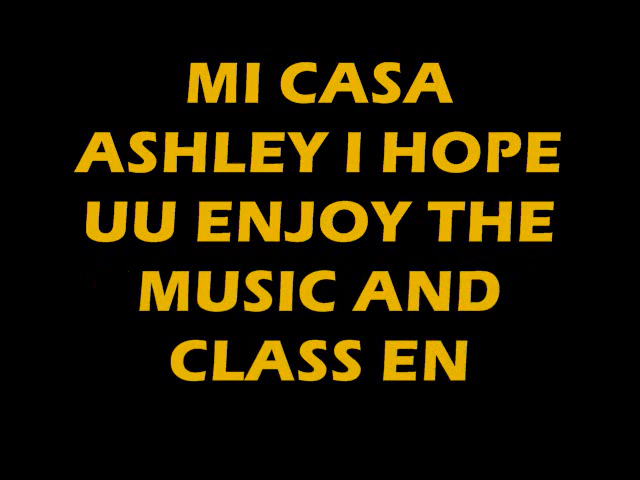 MI CASA
ASHLEY I HOPE
UU ENJOY THE
MUSIC AND
CLASS EN